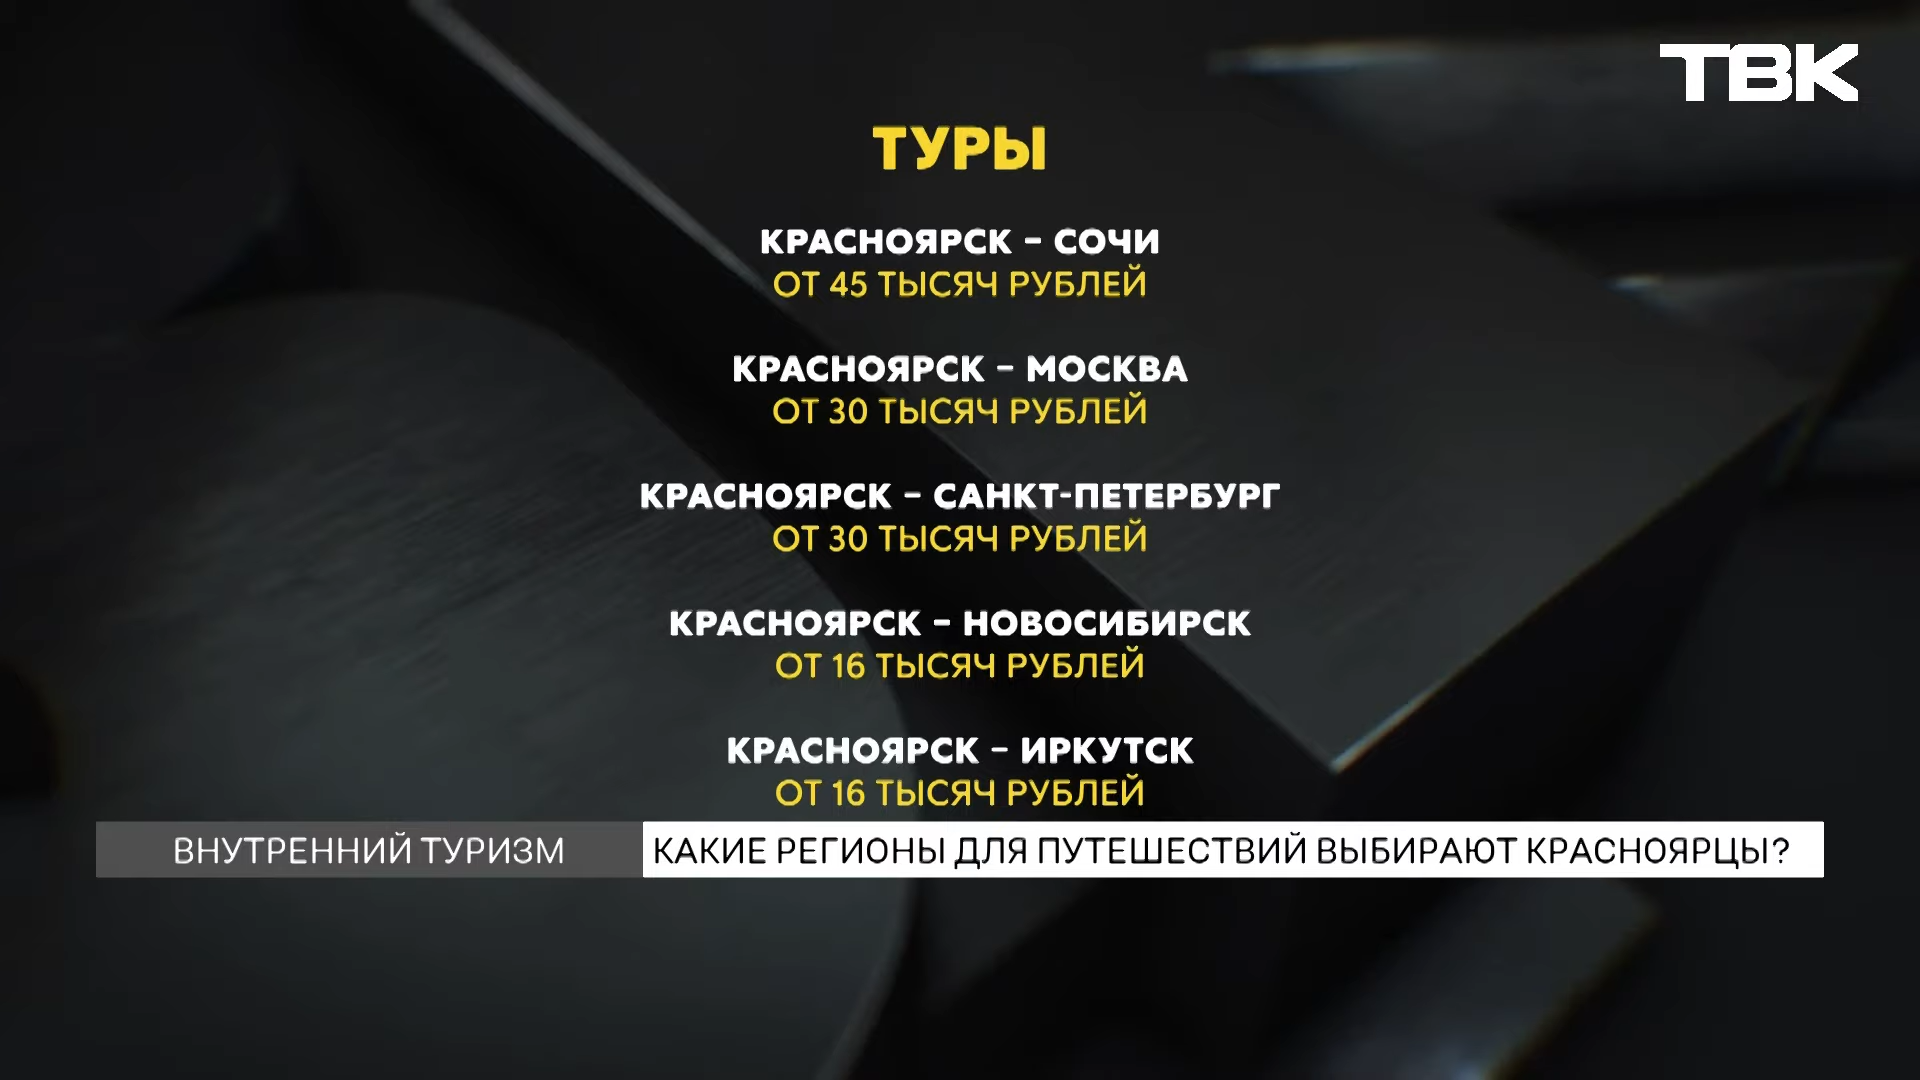 ТВК
ТУРЫ
КРАСНОЯРСК – СОЧИ
ОТ 45 ТЫСЯЧ РУБЛЕЙ
КРАСНОЯРСК – МОСКВА
ОТ 30 ТЫСЯЧ РУБЛЕЙ
КРАСНОЯРСК – САНКТ-ПЕТЕРБУРГ
ОТ 30 ТЫСЯЧ РУБЛЕЙ
КРАСНОЯРСК – НОВОСИБИРСК
ОТ 16 ТЫСЯЧ РУБЛЕЙ
КРАСНОЯРСК – ИРКУТСК
ОТ 16 ТЫСЯЧ РУБЛЕЙ
ВНУТРЕННИЙ ТУРИЗМ
КАКИЕ РЕГИОНЫ ДЛЯ ПУТЕШЕСТВИЙ ВЫБИРАЮТ КРАСНОЯРЦЫ?